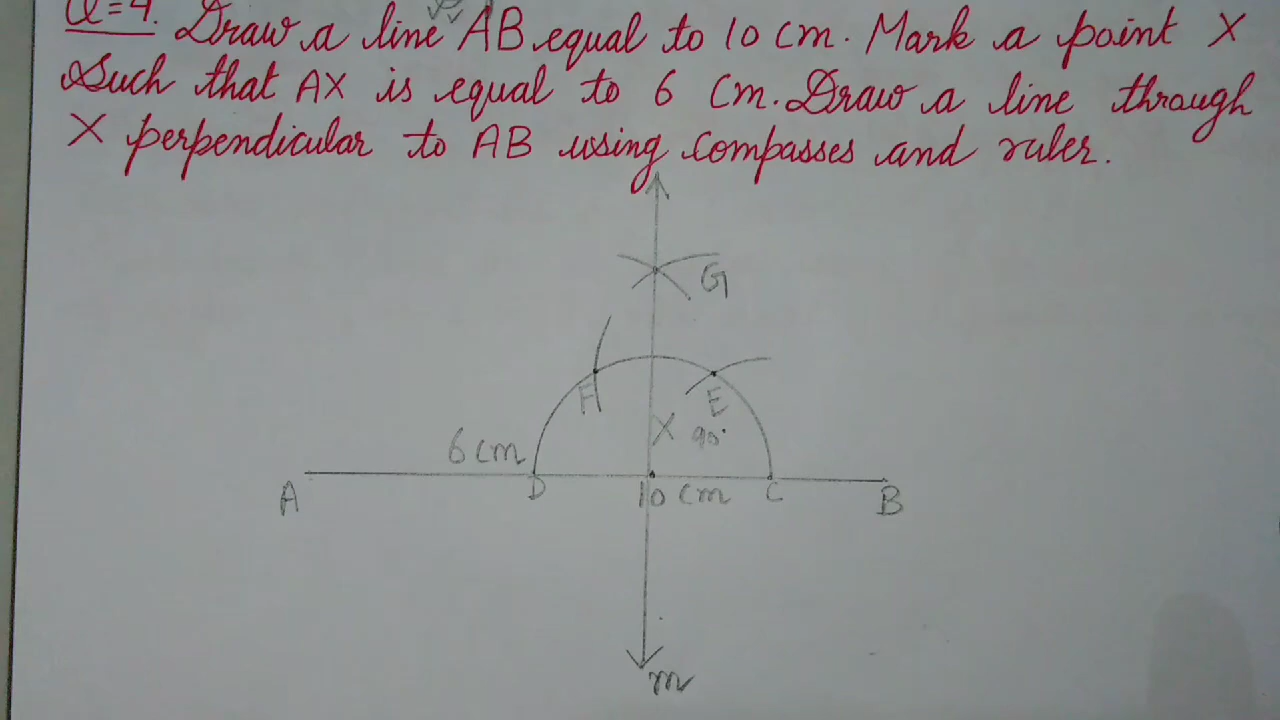 Q=4. Draw a line AB equal to 10 cm. Mark a point X
Such that AX is equal to 6 cm. Draw a line through
X perpendicular to AB using compasses and ruler.
G
F E
X 90°
6 cm
A D 10 cm C B
m